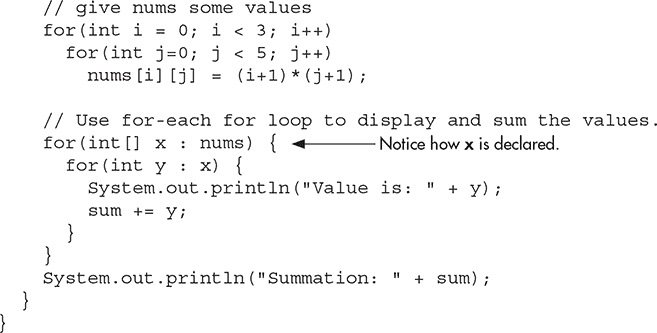 // give nums some values
for(int i = 0; i < 3; i++)
for(int j=0; j < 5; j++)
nums[i][j] = (i+1)*(j+1);
// Use for-each for loop to display and sum the values.
for(int[] x : nums) { Notice how x is declared.
for(int y : x) {
System.out.println("Value is: " + y);
sum += y;
}
}
System.out.println("Summation: " + sum);
}
}